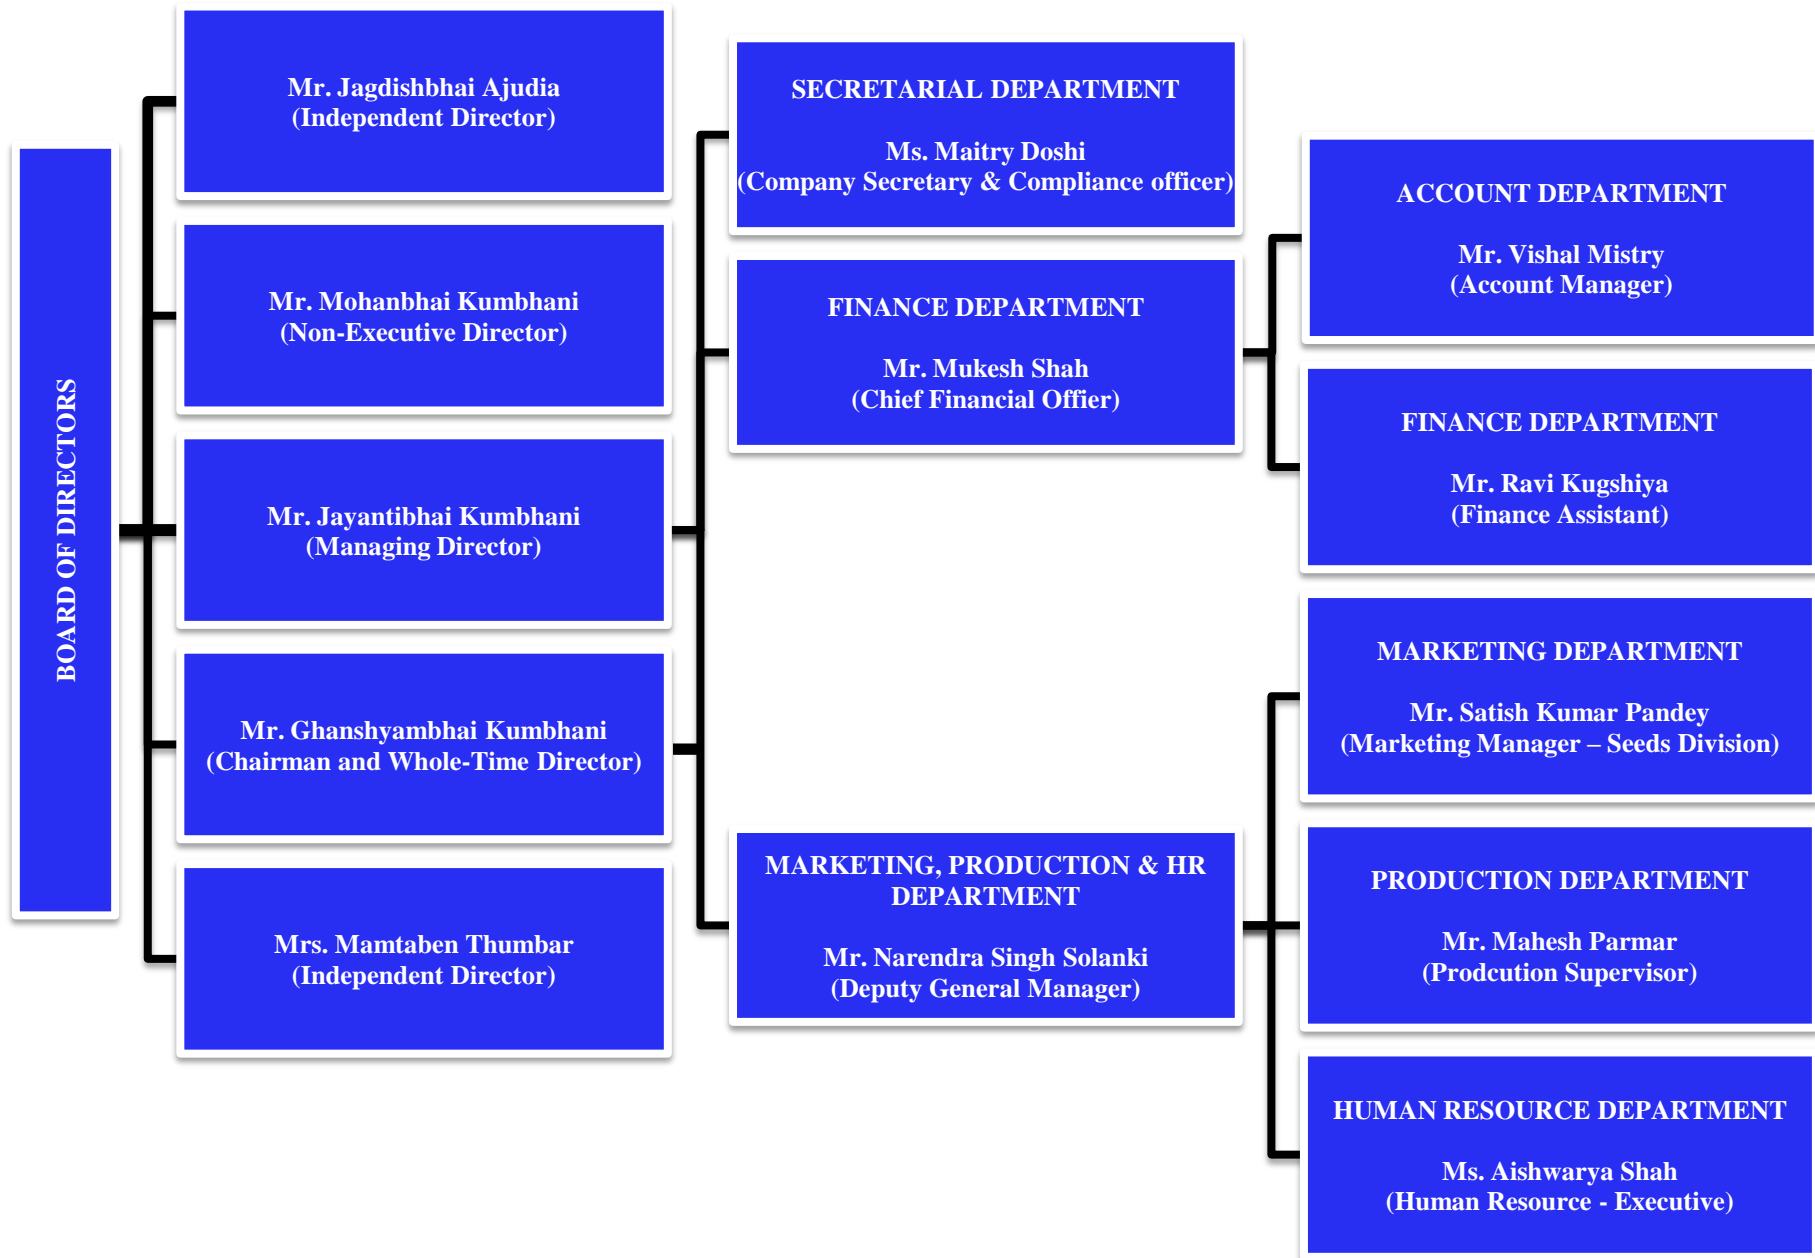 BOARD OF DIRECTORS
Mr. Jagdishbhai Ajudia
(Independent Director)
Mr. Mohanbhai Kumbhani
(Non-Executive Director)
Mr. Jayantibhai Kumbhani
(Managing Director)
Mr. Ghanshyambhai Kumbhani
(Chairman and Whole-Time Director)
Mrs. Mamtaben Thumbar
(Independent Director)
SECRETARIAL DEPARTMENT
Ms. Maitry Doshi
(Company Secretary & Compliance officer)
FINANCE DEPARTMENT
Mr. Mukesh Shah
(Chief Financial Offier)
MARKETING, PRODUCTION & HR
DEPARTMENT
Mr. Narendra Singh Solanki
(Deputy General Manager)
ACCOUNT DEPARTMENT
Mr. Vishal Mistry
(Account Manager)
FINANCE DEPARTMENT
Mr. Ravi Kugshiya
(Finance Assistant)
MARKETING DEPARTMENT
Mr. Satish Kumar Pandey
(Marketing Manager – Seeds Division)
PRODUCTION DEPARTMENT
Mr. Mahesh Parmar
(Prodcution Supervisor)
HUMAN RESOURCE DEPARTMENT
Ms. Aishwarya Shah
(Human Resource - Executive)